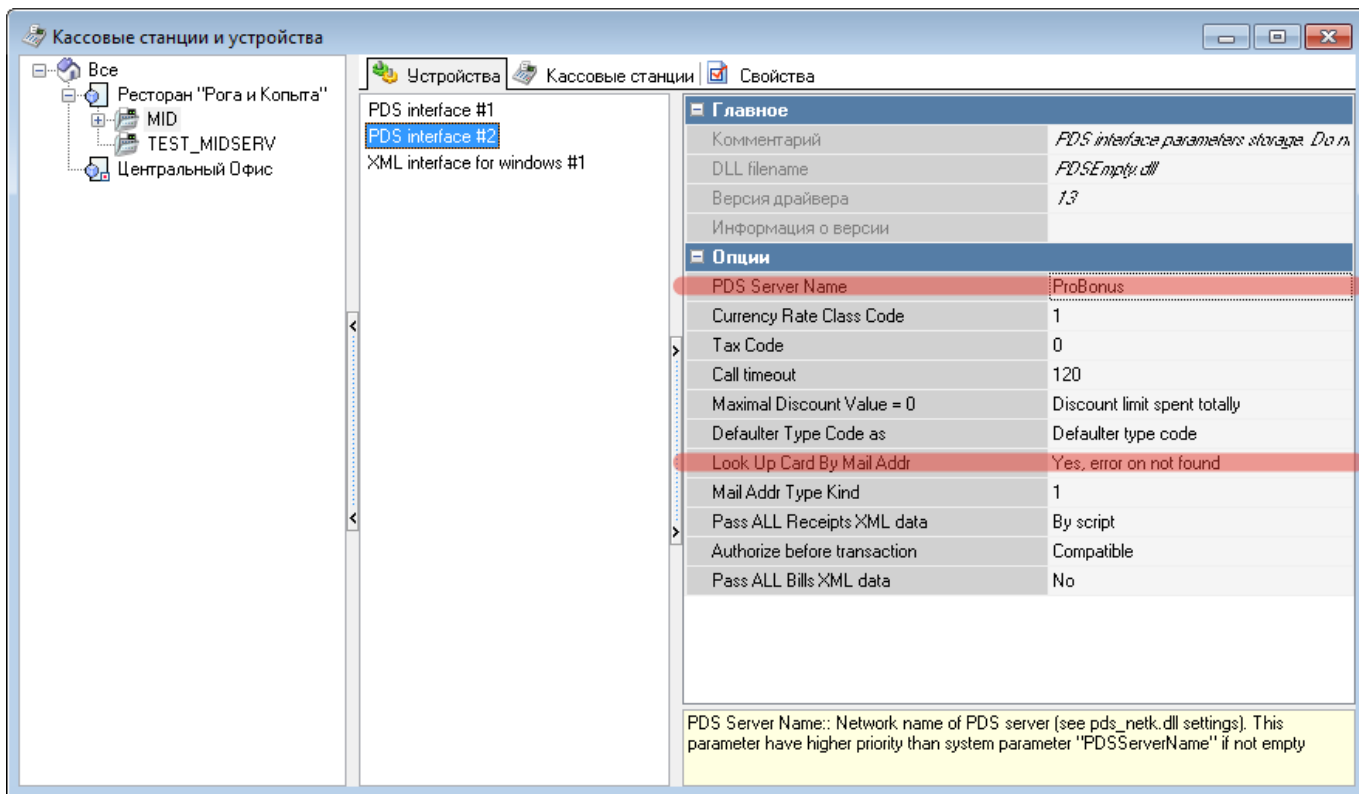 Кассовые станции и устройства
Все
Ресторан "Рога и Копыта"
MID
TEST_MIDSERV
Центральный Офис
Устройства Кассовые станции Свойства
PDS interface #1
PDS interface #2
XML interface for windows #1
Главное
Комментарий PDS interface parameters storage. Do n
DLL filename PDSEmpty.dll
Версия драйвера 1.3
Информация о версии
Опции
PDS Server Name ProBonus
Currency Rate Class Code 1
Tax Code 0
Call timeout 120
Maximal Discount Value = 0 Discount limit spent totally
Defaulter Type Code as Defaulter type code
Look Up Card By Mail Addr Yes, error on not found
Mail Addr Type Kind 1
Pass ALL Receipts XML data By script
Authorize before transaction Compatible
Pass ALL Bills XML data No
PDS Server Name:: Network name of PDS server (see pds_netk.dll settings). This
parameter have higher priority than system parameter "PDSServerName" if not empty